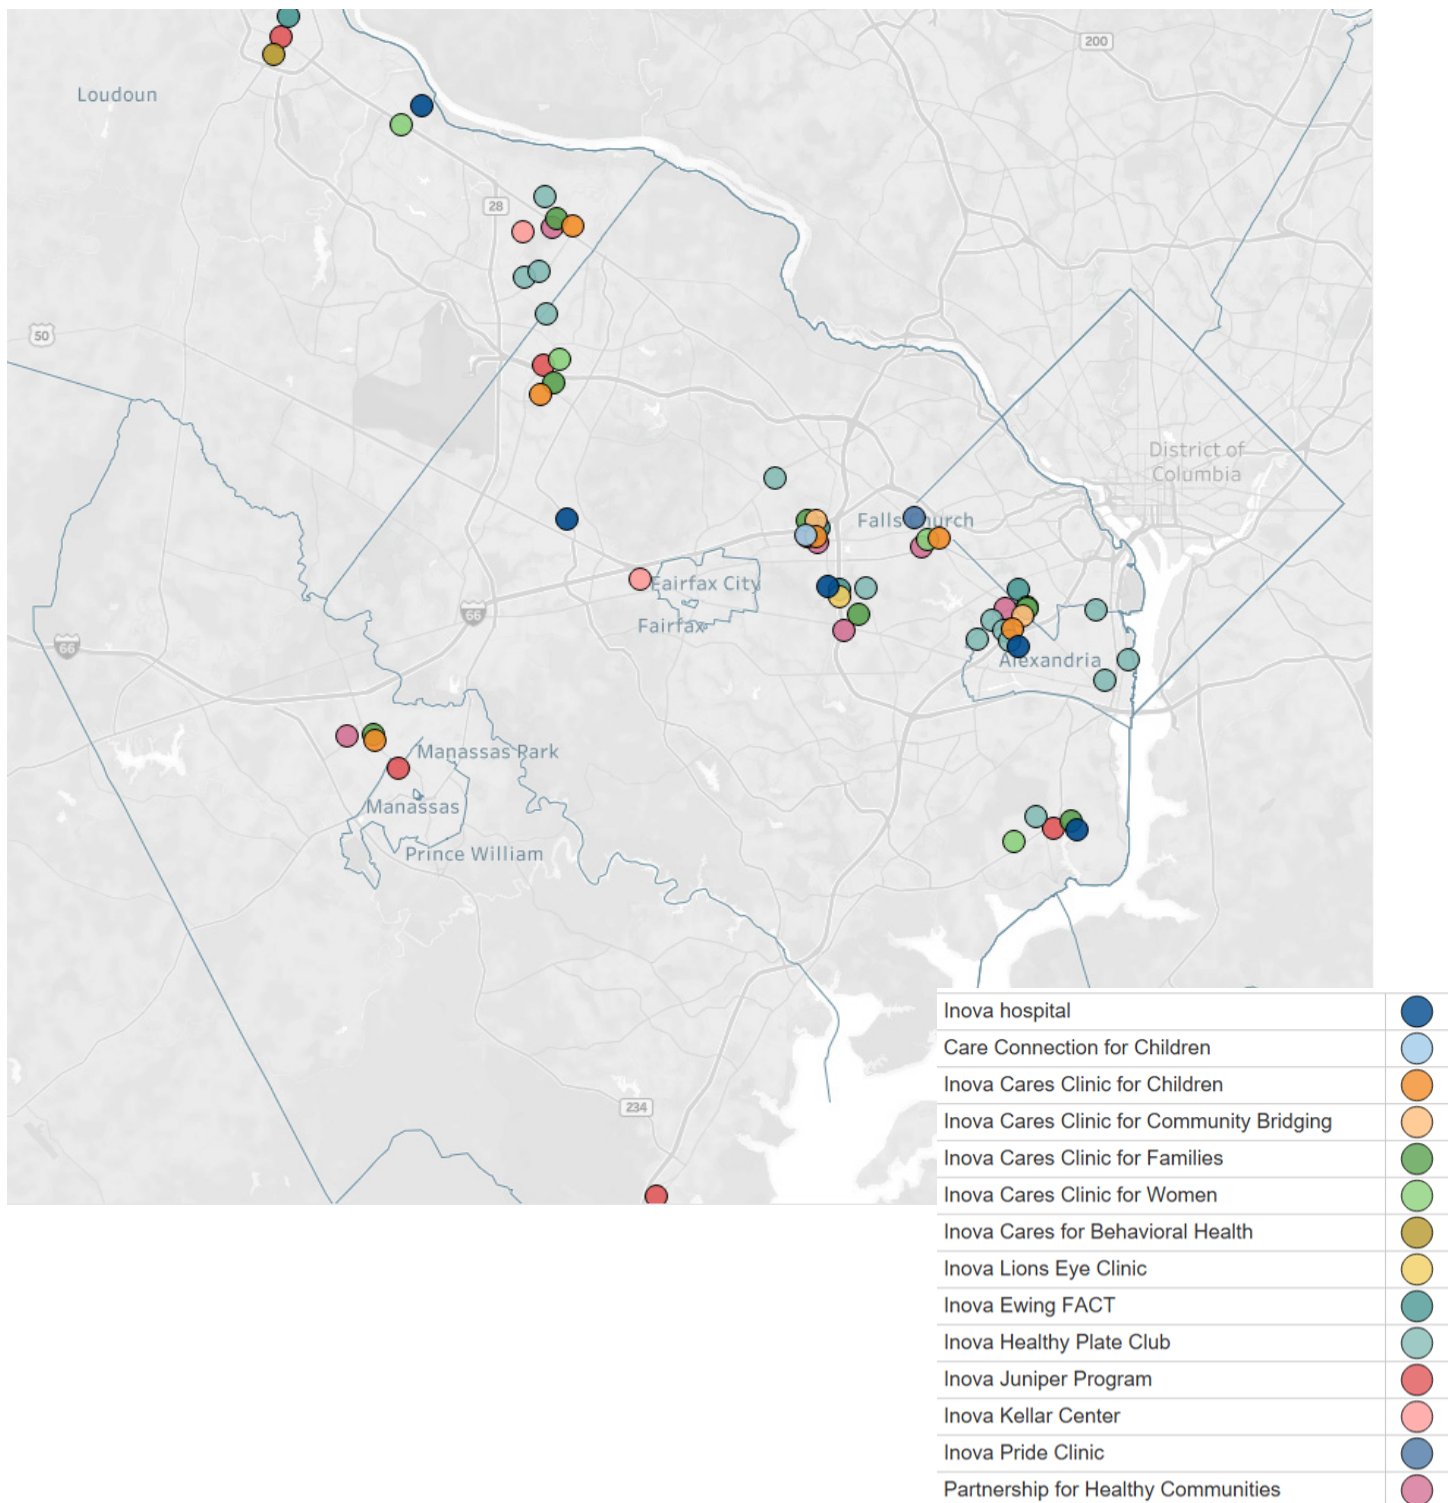 200
Loudoun
28
50
District of
Columbia
Falls Church
Fairfax City
66
Fairfax
66
Alexandria
Manassas Park
Manassas
Prince William
234
Inova hospital
Care Connection for Children
Inova Cares Clinic for Children
Inova Cares Clinic for Community Bridging
Inova Cares Clinic for Families
Inova Cares Clinic for Women
Inova Cares for Behavioral Health
Inova Lions Eye Clinic
Inova Ewing FACT
Inova Healthy Plate Club
Inova Juniper Program
Inova Kellar Center
Inova Pride Clinic
Partnership for Healthy Communities